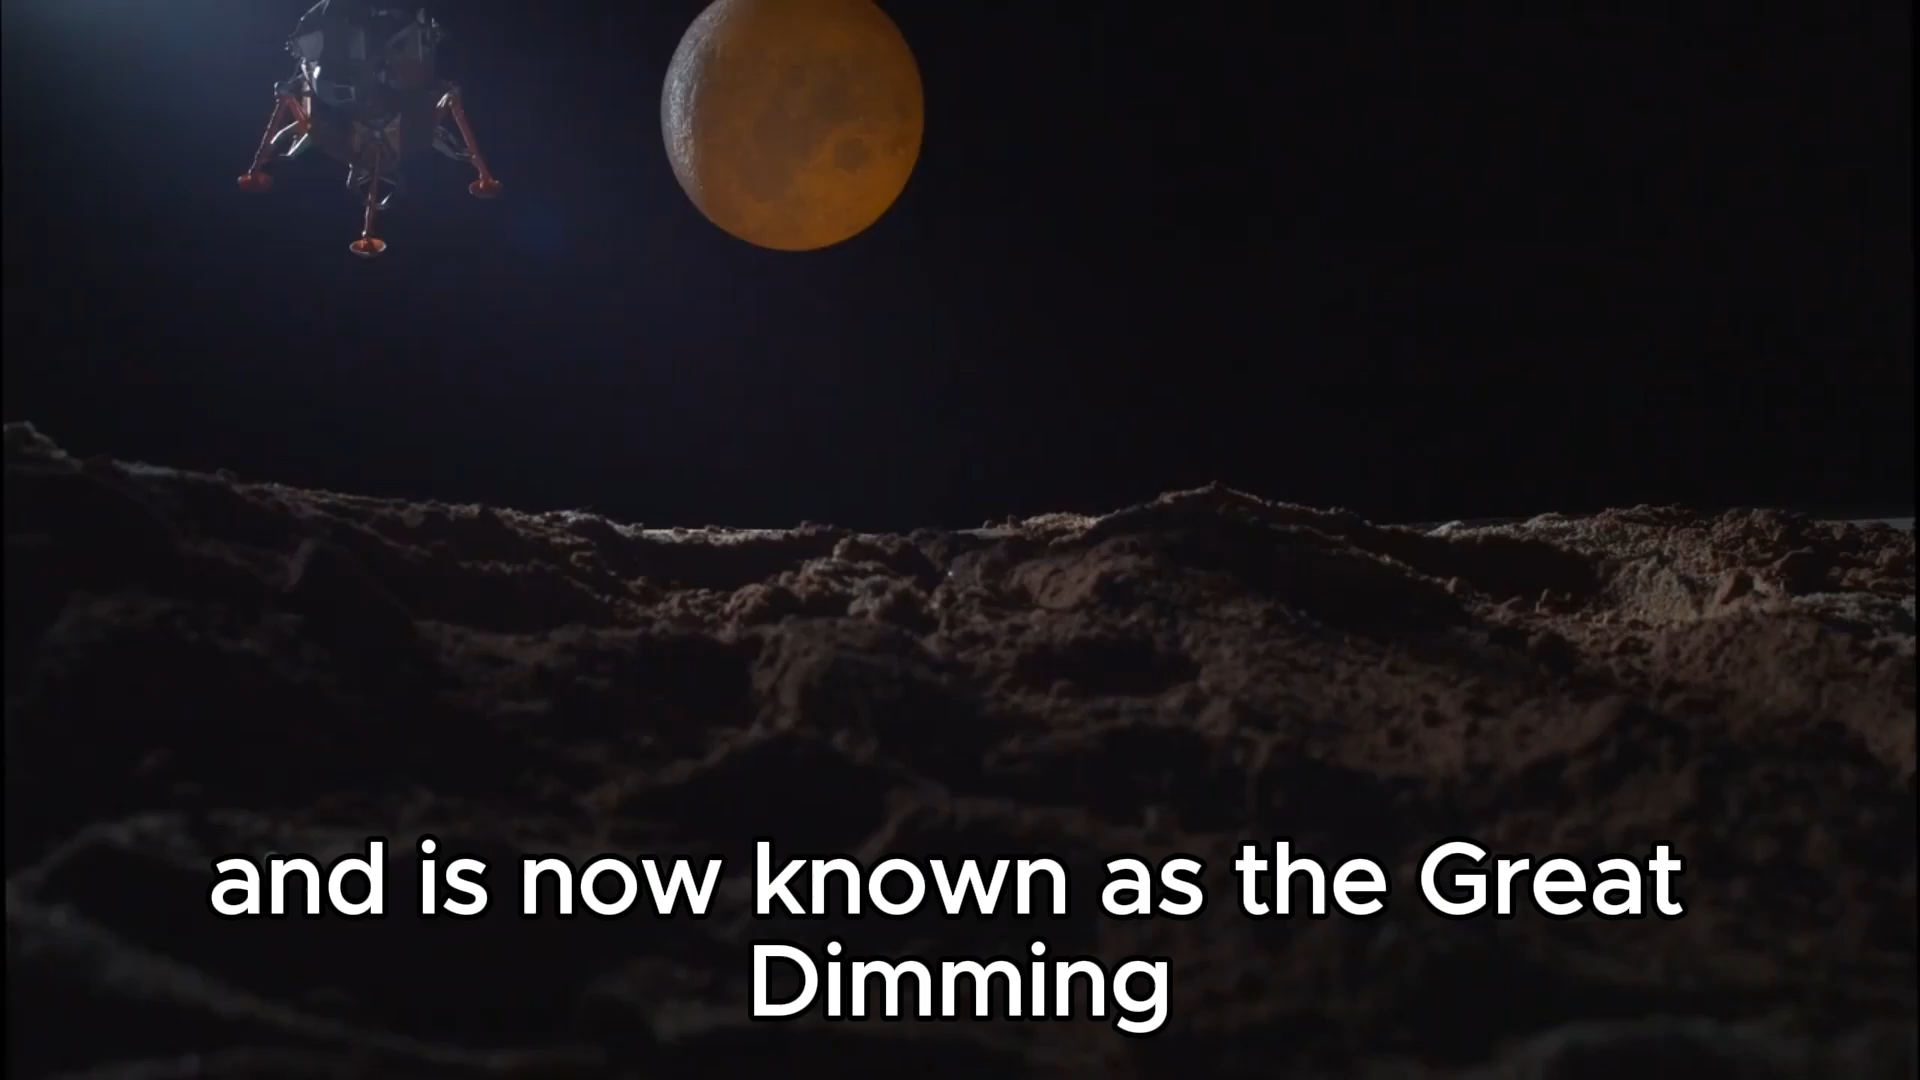 and is now known as the Great
Dimming